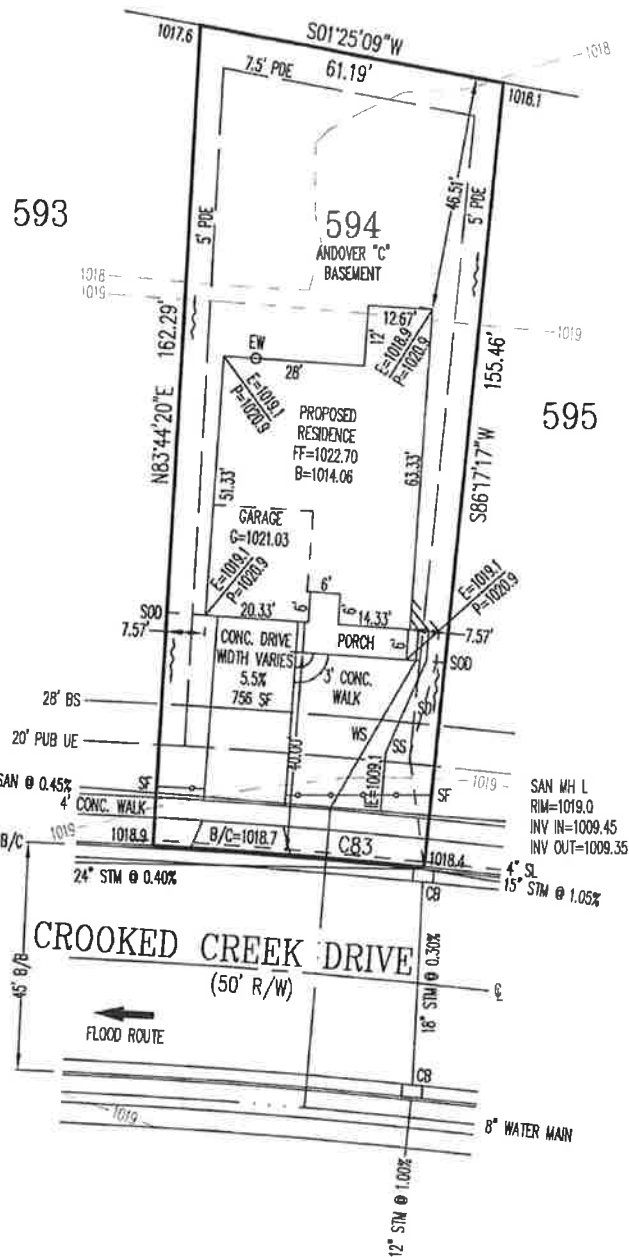 1017.6
S01°25'09"W
61.19'
7.5' PDE
1018
1018.1
593
5' PDE
46.51'
5' PDE
594
ANDOVER "C"
BASEMENT
1018
1019
12.67'
12'
E=1018.9
P=1020.9
1019
N83°44'20"E 162.29'
155.46'
S86°17'17"W
EW
28'
E=1019.1
P=1020.9
PROPOSED
RESIDENCE
FF=1022.70
B=1014.06
595
51.33'
63.33'
GARAGE
G=1021.03
E=1019.1
P=1020.9
E=1019.1
P=1020.9
6'
20.33'
6'
6'
14.33'
SOD
7.57'
7.57'
SOD
PORCH
6'
CONC. DRIVE
WIDTH VARIES
5.5%
756 SF
3' CONC.
WALK
28' BS
SD
WS
SS
20' PUB UE
40.00'
E=1009.1
1019
SAN @ 0.45%
SF
SF
4'
CONC. WALK
SAN MH L
RIM=1019.0
INV IN=1009.45
INV OUT=1009.35
1019
B/C
1018.9
B/C=1018.7
C83
1018.4
4" SL
15" STM @ 1.05%
24" STM @ 0.40%
CB
CROOKED CREEK DRIVE
(50' R/W)
45' B/B
18" STM @ 0.30%
FLOOD ROUTE
CB
1019
8" WATER MAIN
12" STM @ 1.00%